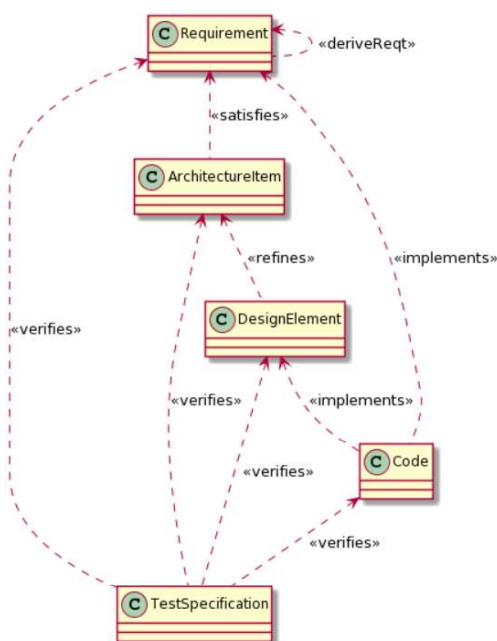 C Requirement
«deriveReqt»
«satisfies»
C ArchitectureItem
«refines»
«implements»
C DesignElement
«verifies»
«verifies»
«implements»
«verifies»
C Code
«verifies»
C TestSpecification